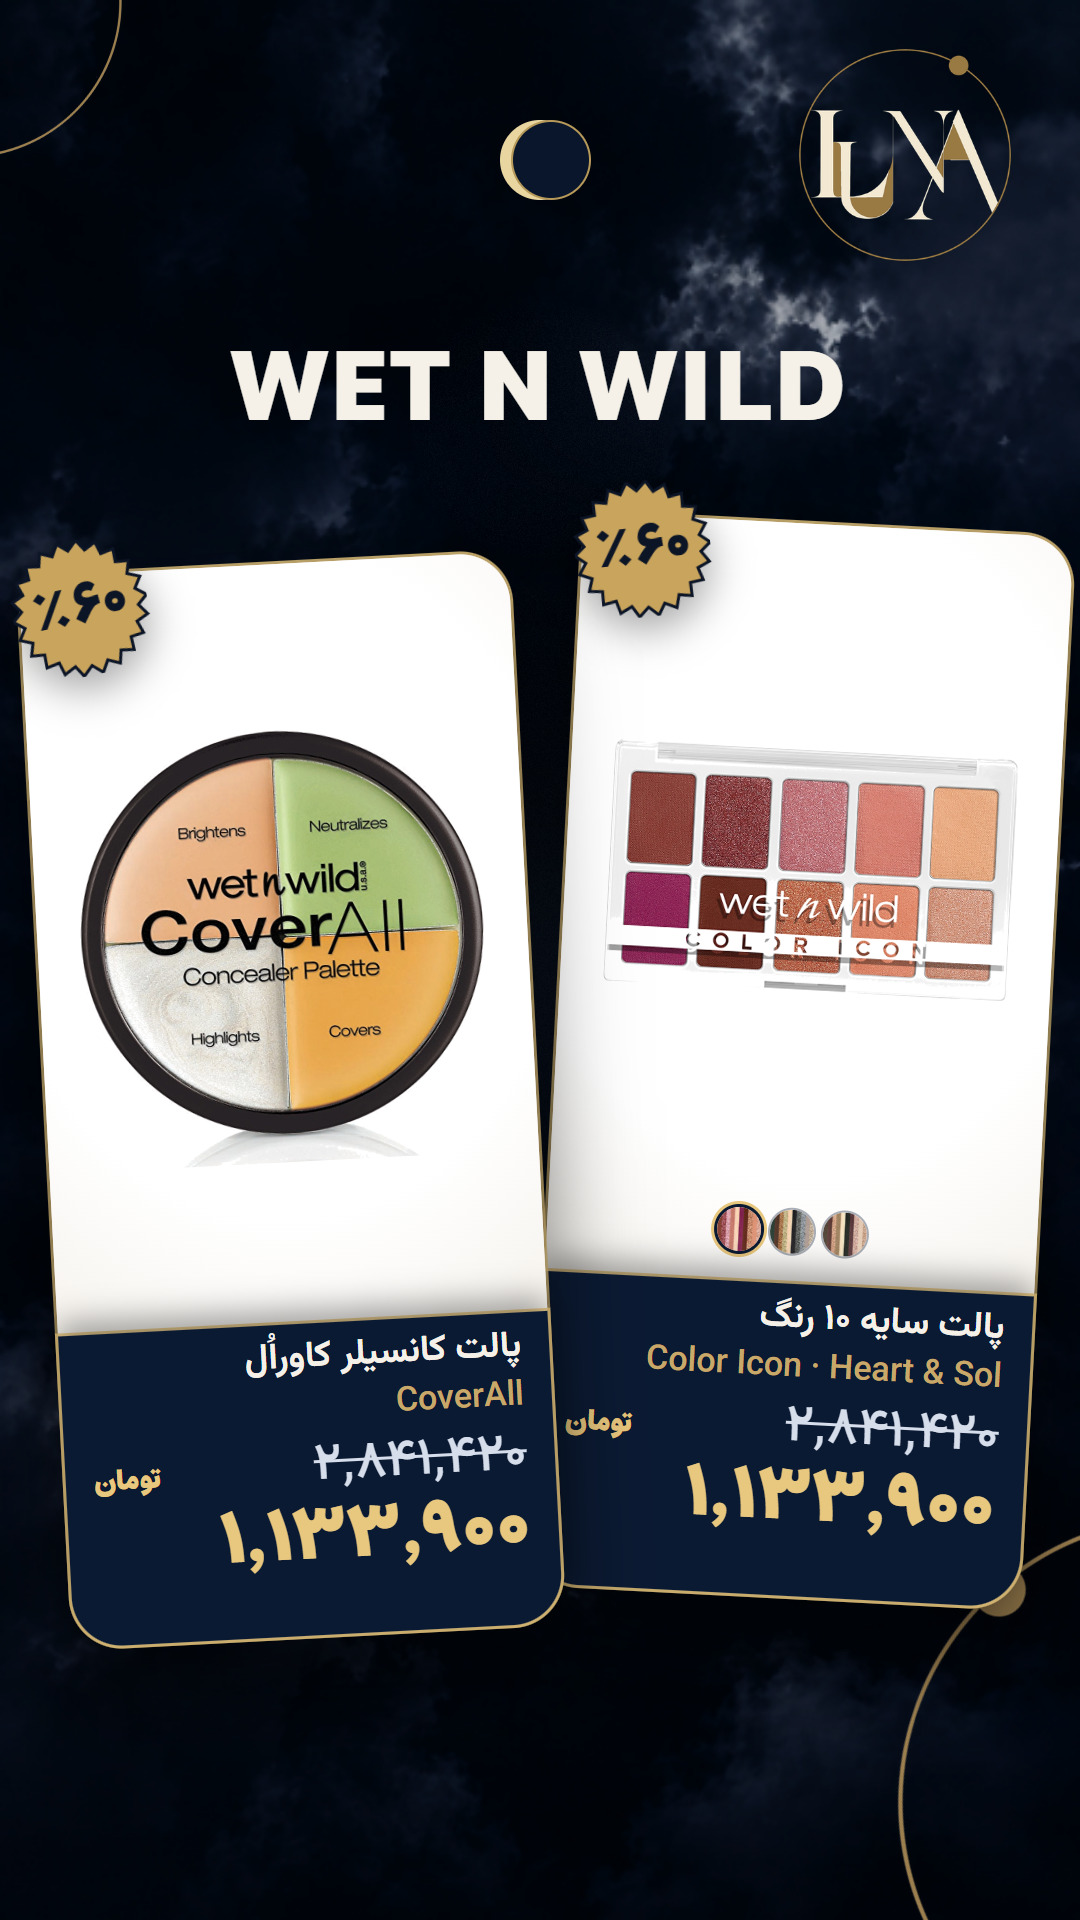 LUNA
WET N WILD
٪۶۰
Brightens
Neutralizes
wet n wild u.s.a®
CoverAll
Concealer Palette
Highlights
Covers
پالت کانسیلر کاوراُل
CoverAll
۲,۸۴۱,۴۲۰
تومان
۱,۱۳۳,۹۰۰
٪۶۰
wet n wild
COLOR ICON
پالت سایه ۱۰ رنگ
Color Icon · Heart & Sol
۲,۸۴۱,۴۲۰
تومان
۱,۱۳۳,۹۰۰